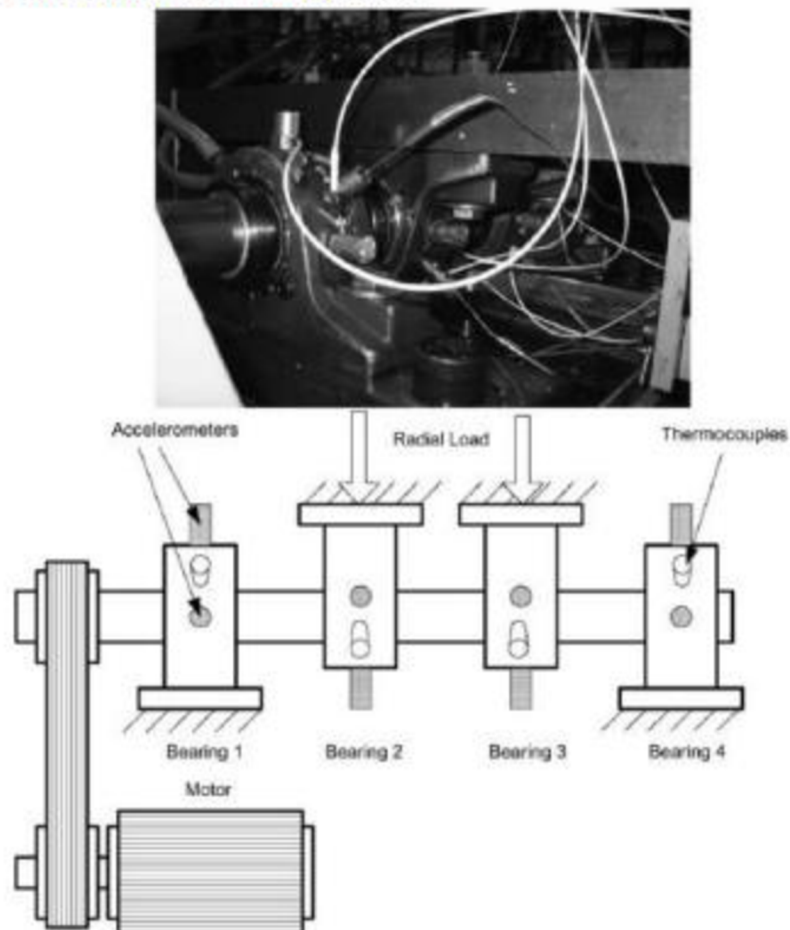 Accelerometers
Radial Load
Thermocouples
Bearing 1
Bearing 2
Bearing 3
Bearing 4
Motor